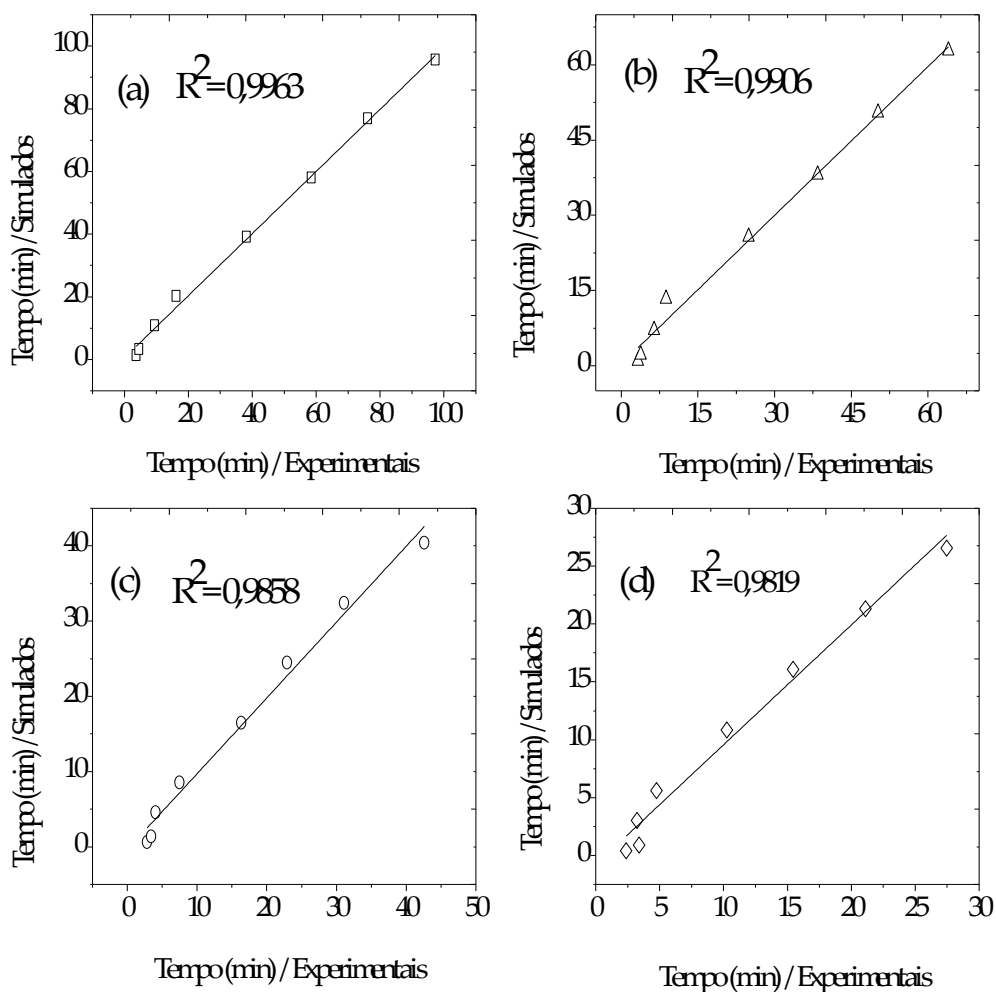 (a) R²=0,9963
100
80
60
40
20
0
Tempo (min) / Simulados
0 20 40 60 80 100
Tempo (min) / Experimentais
(b) R²=0,9906
60
45
30
15
0
Tempo (min) / Simulados
0 15 30 45 60
Tempo (min) / Experimentais
(c) R²=0,9858
40
30
20
10
0
Tempo (min) / Simulados
0 10 20 30 40 50
Tempo (min) / Experimentais
(d) R²=0,9819
30
25
20
15
10
5
0
Tempo (min) / Simulados
0 5 10 15 20 25 30
Tempo (min) / Experimentais